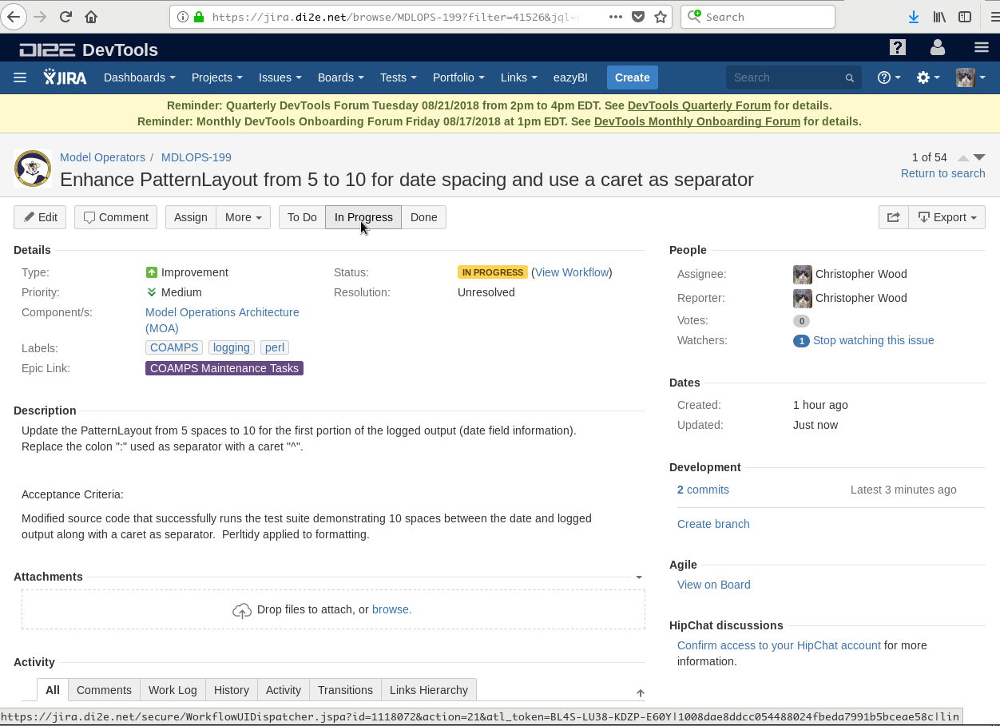 https://jira.di2e.net/browse/MDLOPS-199?filter=41526&jql=
Search
DI2E DevTools
JIRA Dashboards Projects Issues Boards Tests Portfolio Links eazyBI Create Search
Reminder: Quarterly DevTools Forum Tuesday 08/21/2018 from 2pm to 4pm EDT. See DevTools Quarterly Forum for details.
Reminder: Monthly DevTools Onboarding Forum Friday 08/17/2018 at 1pm EDT. See DevTools Monthly Onboarding Forum for details.
Model Operators / MDLOPS-199
Enhance PatternLayout from 5 to 10 for date spacing and use a caret as separator
1 of 54
Return to search
Edit Comment Assign More To Do In Progress Done Export
Details
Type: Improvement
Status: IN PROGRESS (View Workflow)
Priority: Medium
Resolution: Unresolved
Component/s: Model Operations Architecture
(MOA)
Labels: COAMPS logging perl
Epic Link: COAMPS Maintenance Tasks
Description
Update the PatternLayout from 5 spaces to 10 for the first portion of the logged output (date field information).
Replace the colon ":" used as separator with a caret "^".
Acceptance Criteria:
Modified source code that successfully runs the test suite demonstrating 10 spaces between the date and logged
output along with a caret as separator.  Perltidy applied to formatting.
Attachments
Drop files to attach, or browse.
Activity
All Comments Work Log History Activity Transitions Links Hierarchy
People
Assignee: Christopher Wood
Reporter: Christopher Wood
Votes: 0
Watchers: 1 Stop watching this issue
Dates
Created: 1 hour ago
Updated: Just now
Development
2 commits Latest 3 minutes ago
Create branch
Agile
View on Board
HipChat discussions
Confirm access to your HipChat account for more
information.
https://jira.di2e.net/secure/WorkflowUIDispatcher.jspa?id=1118072&action=21&atl_token=BL4S-LU38-KDZP-E60Y|1008dae8ddcc054488024fbeda7991b5bceae58c|lin